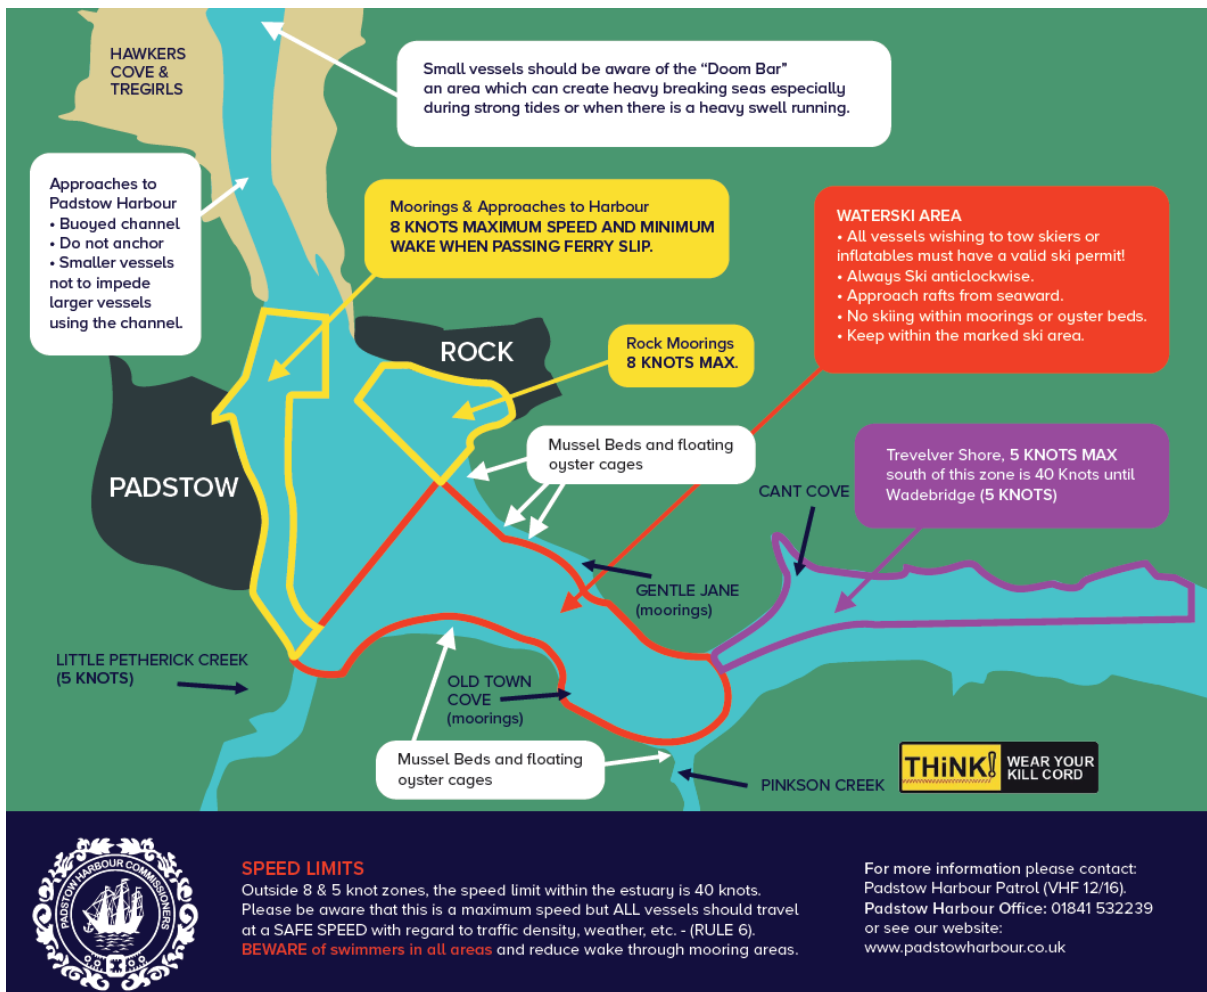 HAWKERS
COVE &
TREGIRLS
Small vessels should be aware of the “Doom Bar”
an area which can create heavy breaking seas especially
during strong tides or when there is a heavy swell running.
Approaches to
Padstow Harbour
• Buoyed channel
• Do not anchor
• Smaller vessels
not to impede
larger vessels
using the channel.
Moorings & Approaches to Harbour
8 KNOTS MAXIMUM SPEED AND MINIMUM
WAKE WHEN PASSING FERRY SLIP.
WATERSKI AREA
• All vessels wishing to tow skiers or
inflatables must have a valid ski permit!
• Always Ski anticlockwise.
• Approach rafts from seaward.
• No skiing within moorings or oyster beds.
• Keep within the marked ski area.
ROCK
Rock Moorings
8 KNOTS MAX.
PADSTOW
Mussel Beds and floating
oyster cages
Trevelver Shore, 5 KNOTS MAX
south of this zone is 40 Knots until
Wadebridge (5 KNOTS)
CANT COVE
GENTLE JANE
(moorings)
LITTLE PETHERICK CREEK
(5 KNOTS)
OLD TOWN
COVE
(moorings)
Mussel Beds and floating
oyster cages
PINKSON CREEK
THiNK!
WEAR YOUR
KILL CORD
PADSTOW HARBOUR COMMISSIONERS
SPEED LIMITS
Outside 8 & 5 knot zones, the speed limit within the estuary is 40 knots.
Please be aware that this is a maximum speed but ALL vessels should travel
at a SAFE SPEED with regard to traffic density, weather, etc. - (RULE 6).
BEWARE of swimmers in all areas and reduce wake through mooring areas.
For more information please contact:
Padstow Harbour Patrol (VHF 12/16).
Padstow Harbour Office: 01841 532239
or see our website:
www.padstowharbour.co.uk